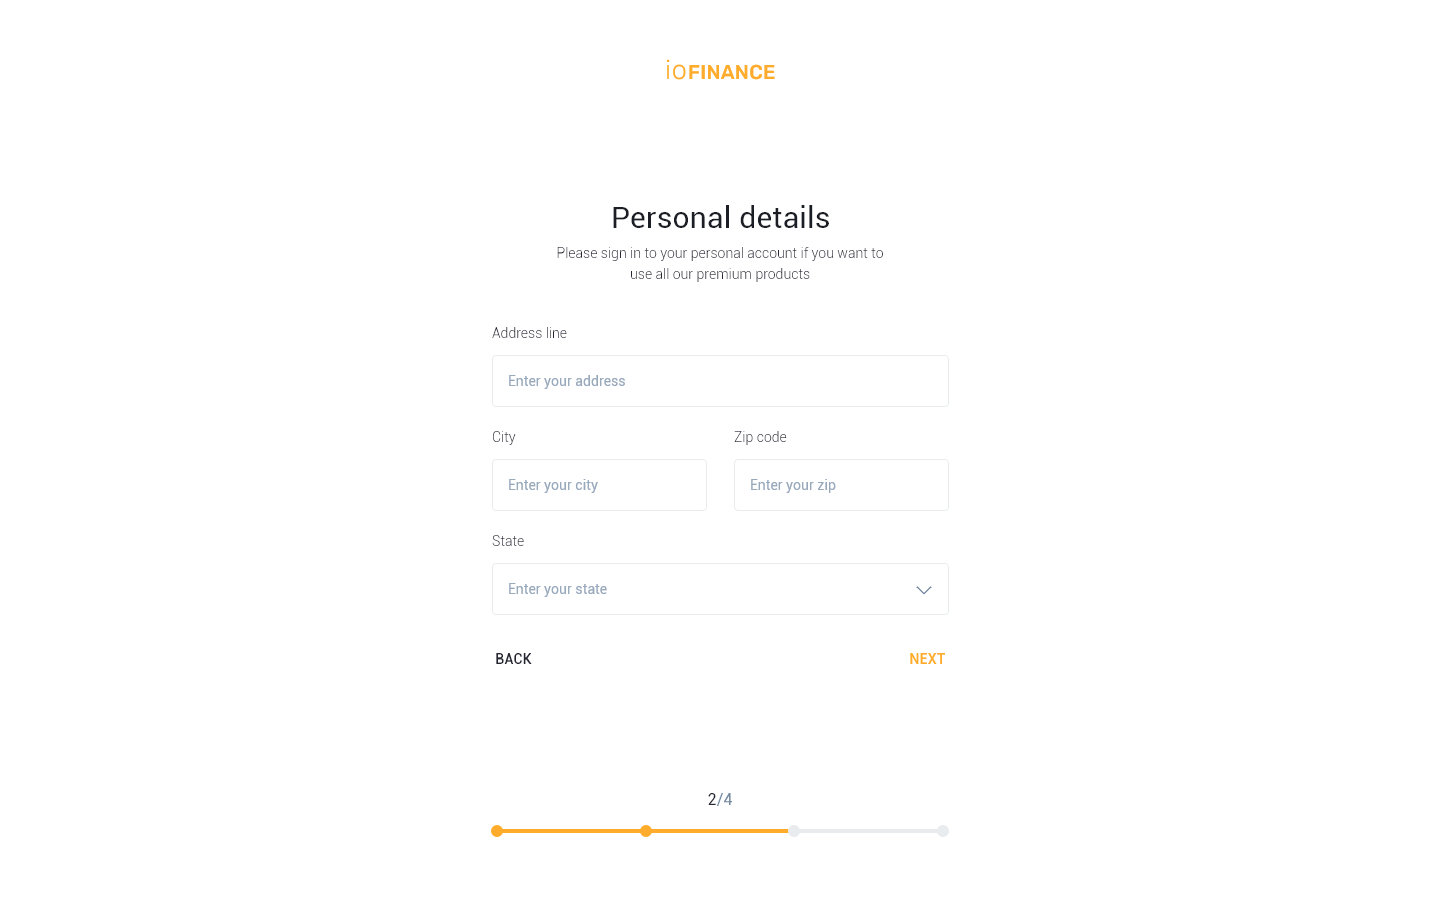 ioFINANCE
Personal details
Please sign in to your personal account if you want to
use all our premium products
Address line
Enter your address
City
Zip code
Enter your city
Enter your zip
State
Enter your state
BACK
NEXT
2/4